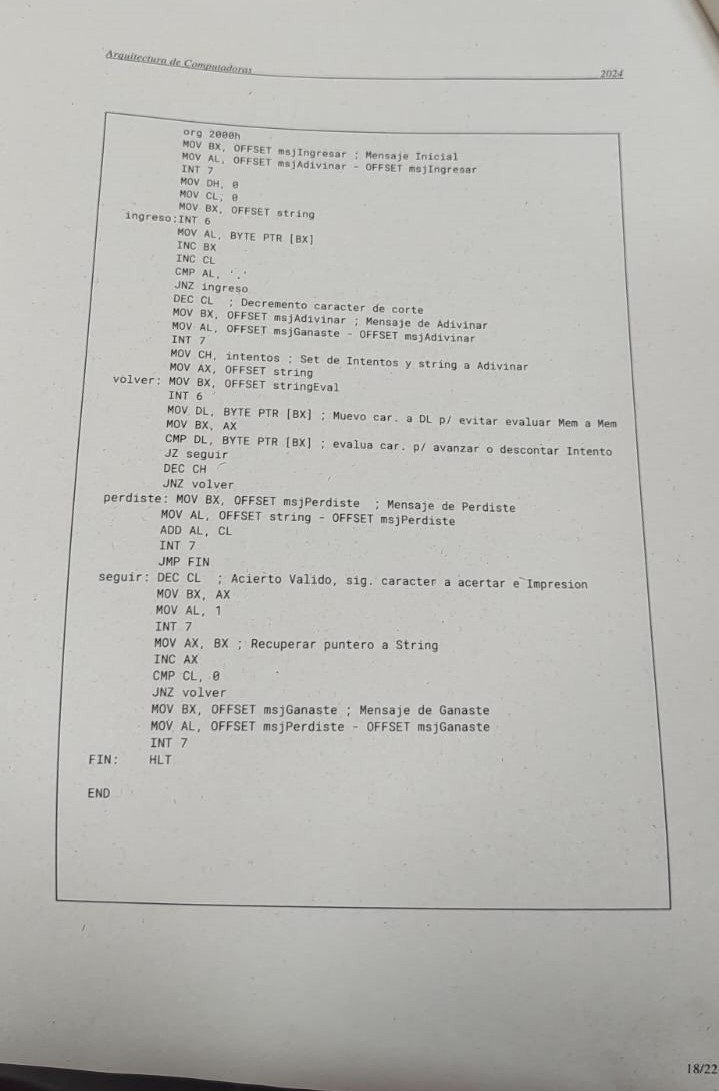 Arquitectura de Computadoras
2024
org 2000h
MOV BX, OFFSET msjIngresar ; Mensaje Inicial
MOV AL, OFFSET msjAdivinar - OFFSET msjIngresar
INT 7
MOV DH, 0
MOV CL, 0
MOV BX, OFFSET string
ingreso:INT 6
MOV AL, BYTE PTR [BX]
INC BX
INC CL
CMP AL, '.'
JNZ ingreso
DEC CL ; Decremento caracter de corte
MOV BX, OFFSET msjAdivinar ; Mensaje de Adivinar
MOV AL, OFFSET msjGanaste - OFFSET msjAdivinar
INT 7
MOV CH, intentos ; Set de Intentos y string a Adivinar
MOV AX, OFFSET string
volver: MOV BX, OFFSET stringEval
INT 6
MOV DL, BYTE PTR [BX] ; Muevo car. a DL p/ evitar evaluar Mem a Mem
MOV BX, AX
CMP DL, BYTE PTR [BX] ; evalua car. p/ avanzar o descontar Intento
JZ seguir
DEC CH
JNZ volver
perdiste: MOV BX, OFFSET msjPerdiste ; Mensaje de Perdiste
MOV AL, OFFSET string - OFFSET msjPerdiste
ADD AL, CL
INT 7
JMP FIN
seguir: DEC CL ; Acierto Valido, sig. caracter a acertar e Impresion
MOV BX, AX
MOV AL, 1
INT 7
MOV AX, BX ; Recuperar puntero a String
INC AX
CMP CL, 0
JNZ volver
MOV BX, OFFSET msjGanaste ; Mensaje de Ganaste
MOV AL, OFFSET msjPerdiste - OFFSET msjGanaste
INT 7
FIN: HLT
END
18/22